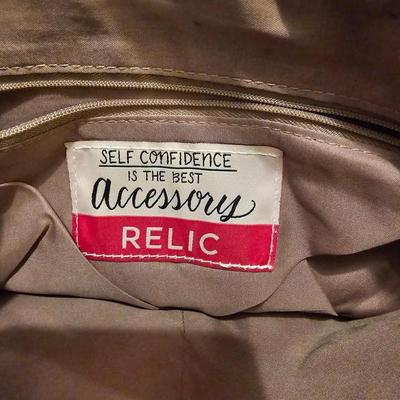 SELF CONFIDENCE
IS THE BEST
accessory
RELIC